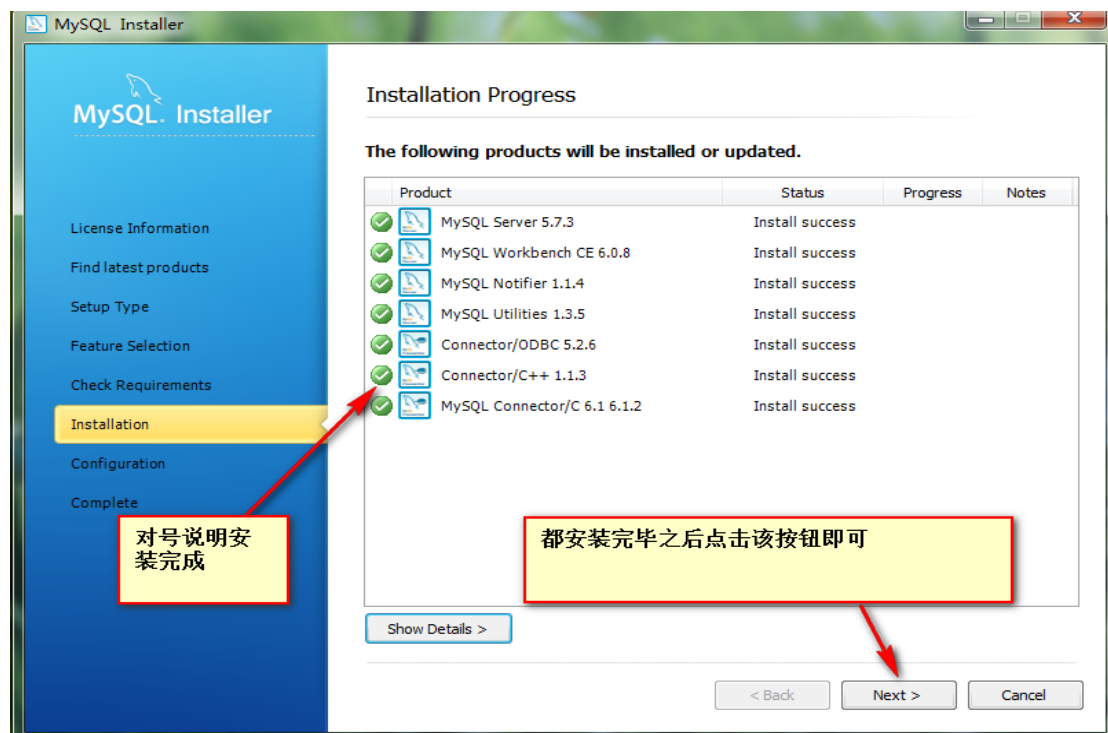 MySQL Installer
MySQL. Installer
License Information
Find latest products
Setup Type
Feature Selection
Check Requirements
Installation
Configuration
Complete
对号说明安
装完成
Installation Progress
The following products will be installed or updated.
Product Status Progress Notes
MySQL Server 5.7.3 Install success
MySQL Workbench CE 6.0.8 Install success
MySQL Notifier 1.1.4 Install success
MySQL Utilities 1.3.5 Install success
Connector/ODBC 5.2.6 Install success
Connector/C++ 1.1.3 Install success
MySQL Connector/C 6.1 6.1.2 Install success
都安装完毕之后点击该按钮即可
Show Details >
< Back Next > Cancel